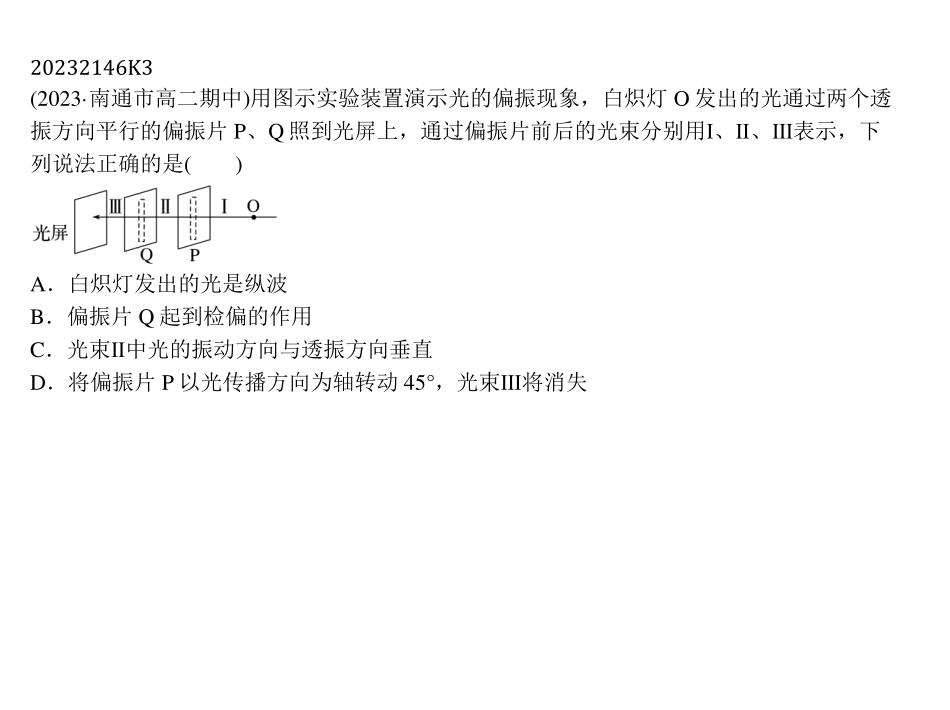 20232146K3
(2023·南通市高二期中)用图示实验装置演示光的偏振现象，白炽灯 O 发出的光通过两个透
振方向平行的偏振片 P、Q 照到光屏上，通过偏振片前后的光束分别用Ⅰ、Ⅱ、Ⅲ表示，下
列说法正确的是(　　)
Ⅲ Ⅱ Ⅰ O
光屏
Q P
A．白炽灯发出的光是纵波
B．偏振片 Q 起到检偏的作用
C．光束Ⅱ中光的振动方向与透振方向垂直
D．将偏振片 P 以光传播方向为轴转动 45°，光束Ⅲ将消失